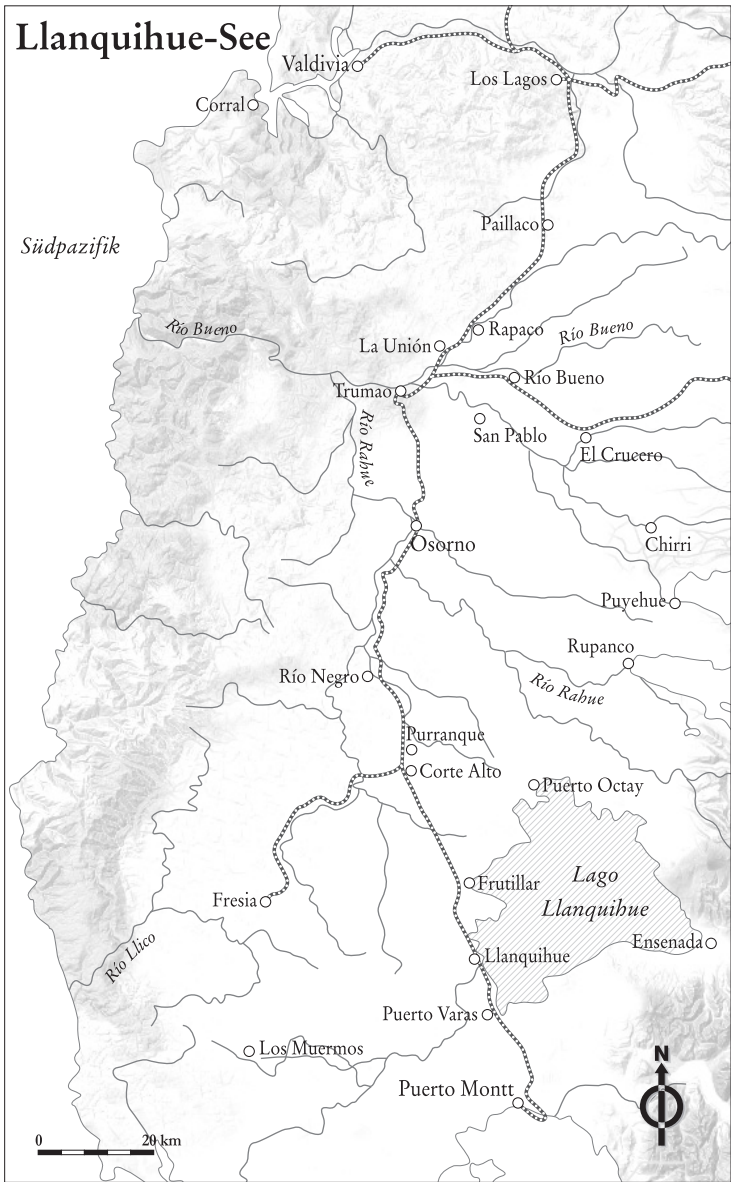 Llanquihue-See
Valdivia
Los Lagos
Corral
Paillaco
Südpazifik
Río Bueno
Rapaco
Río Bueno
La Unión
Río Bueno
Trumao
Río Rahue
San Pablo
El Crucero
Osorno
Chirri
Puyehue
Rupanco
Río Negro
Río Rahue
Purranque
Corte Alto
Puerto Octay
Lago
Llanquihue
Frutillar
Fresia
Ensenada
Río Llico
Llanquihue
Puerto Varas
Los Muermos
N
Puerto Montt
0 20 km